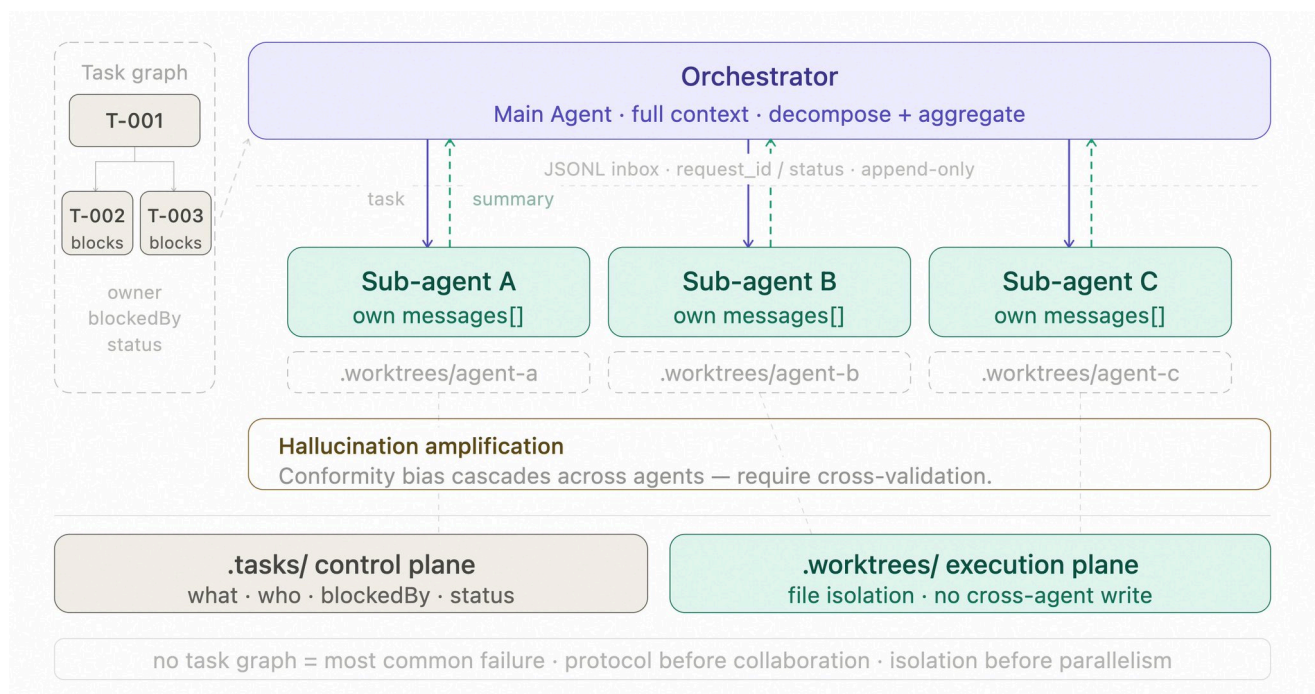 Task graph
T-001
T-002
blocks
T-003
blocks
owner
blockedBy
status
Orchestrator
Main Agent · full context · decompose + aggregate
JSONL inbox · request_id / status · append-only
task
summary
Sub-agent A
own messages[]
Sub-agent B
own messages[]
Sub-agent C
own messages[]
.worktrees/agent-a
.worktrees/agent-b
.worktrees/agent-c
Hallucination amplification
Conformity bias cascades across agents — require cross-validation.
.tasks/ control plane
what · who · blockedBy · status
.worktrees/ execution plane
file isolation · no cross-agent write
no task graph = most common failure · protocol before collaboration · isolation before parallelism